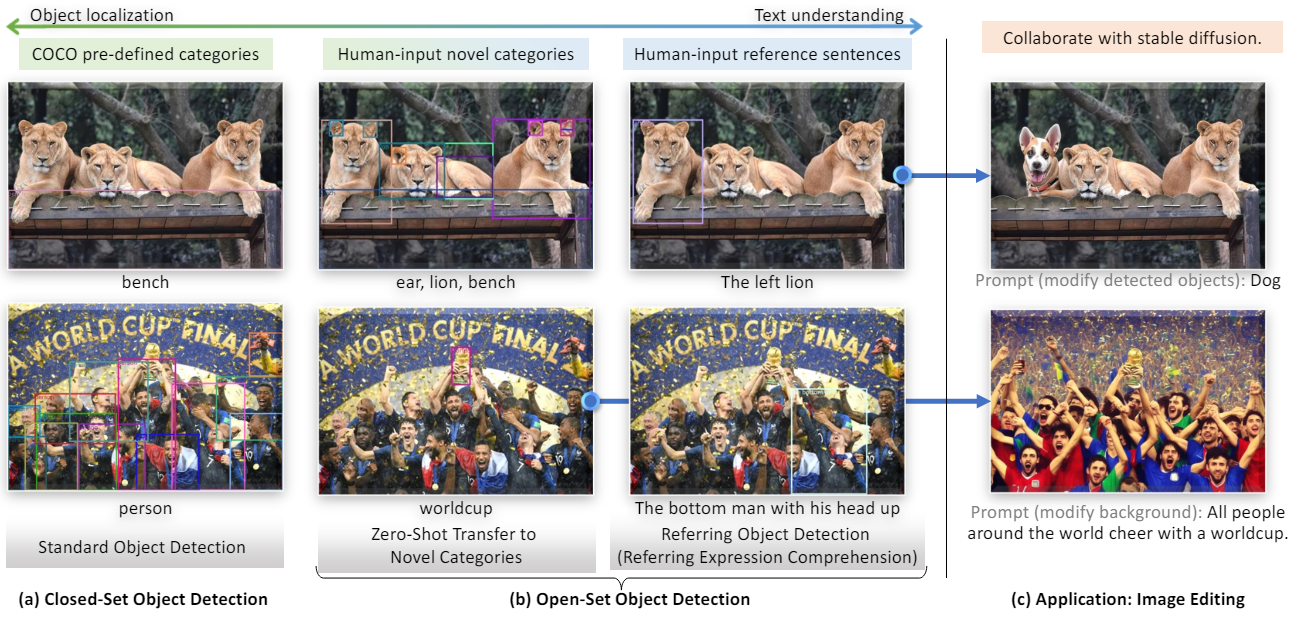 Object localization
Text understanding
COCO pre-defined categories
Human-input novel categories
Human-input reference sentences
Collaborate with stable diffusion.
bench
ear, lion, bench
The left lion
Prompt (modify detected objects): Dog
A WORLD CUP FINAL
A WORLD CUP FINAL
A WORLD CUP FINAL
person
worldcup
The bottom man with his head up
Prompt (modify background): All people
around the world cheer with a worldcup.
Standard Object Detection
Zero-Shot Transfer to
Novel Categories
Referring Object Detection
(Referring Expression Comprehension)
(a) Closed-Set Object Detection
(b) Open-Set Object Detection
(c) Application: Image Editing